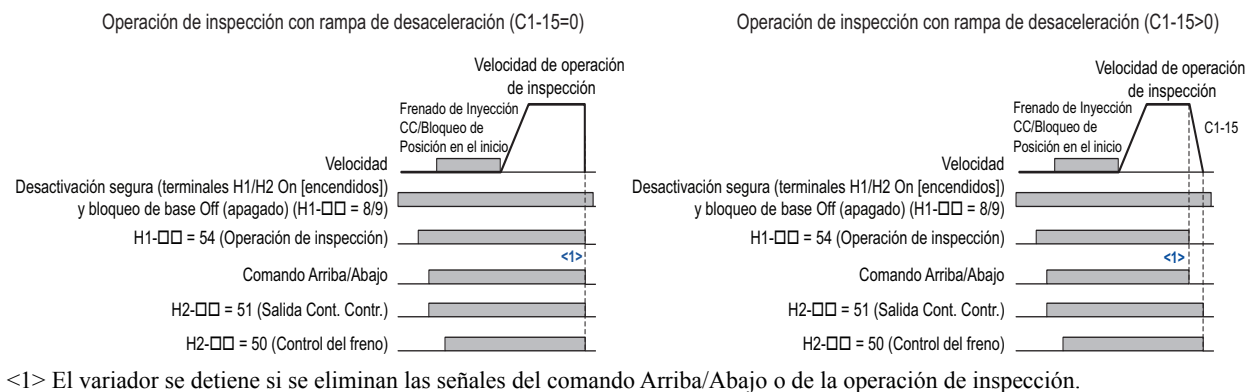 Operación de inspección con rampa de desaceleración (C1-15=0)
Velocidad de operación
de inspección
Frenado de Inyección
CC/Bloqueo de
Posición en el inicio
Velocidad
Desactivación segura (terminales H1/H2 On [encendidos])
y bloqueo de base Off (apagado) (H1-□□ = 8/9)
H1-□□ = 54 (Operación de inspección)
<1>
Comando Arriba/Abajo
H2-□□ = 51 (Salida Cont. Contr.)
H2-□□ = 50 (Control del freno)
Operación de inspección con rampa de desaceleración (C1-15>0)
Velocidad de operación
de inspección
Frenado de Inyección
CC/Bloqueo de
Posición en el inicio
C1-15
Velocidad
Desactivación segura (terminales H1/H2 On [encendidos])
y bloqueo de base Off (apagado) (H1-□□ = 8/9)
H1-□□ = 54 (Operación de inspección)
<1>
Comando Arriba/Abajo
H2-□□ = 51 (Salida Cont. Contr.)
H2-□□ = 50 (Control del freno)
<1> El variador se detiene si se eliminan las señales del comando Arriba/Abajo o de la operación de inspección.